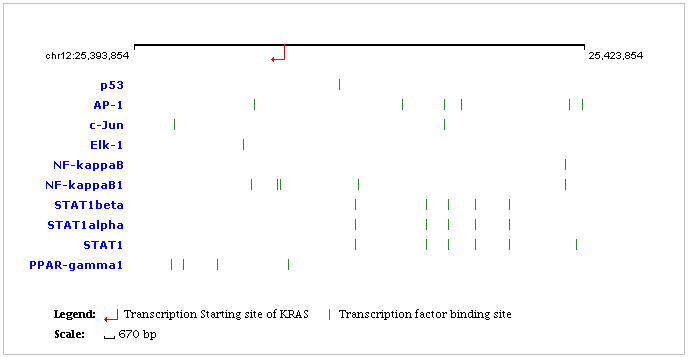 chr12:25,393,854 25,423,854
p53
AP-1
c-Jun
Elk-1
NF-kappaB
NF-kappaB1
STAT1beta
STAT1alpha
STAT1
PPAR-gamma1
Legend: Transcription Starting site of KRAS Transcription factor binding site
Scale: 670 bp